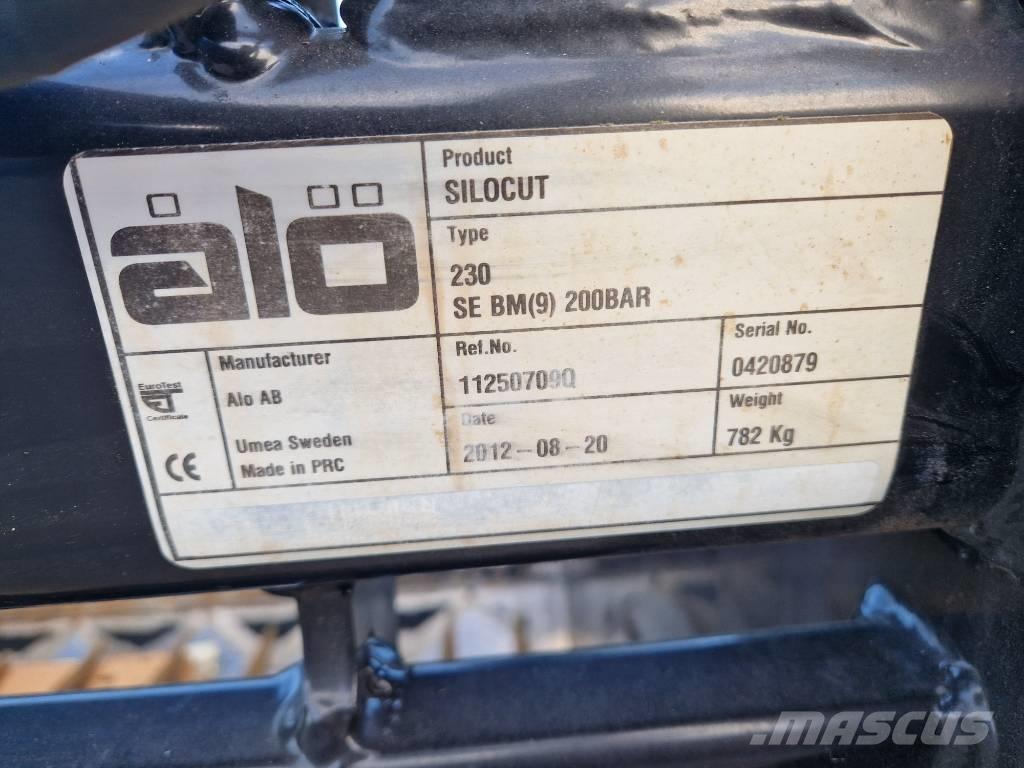 ålö
Product
SILOCUT
Type
230
SE BM(9) 200BAR
EuroTest
Certificate
CE
Manufacturer
Alo AB
Umea Sweden
Made in PRC
Ref.No.
11250709Q
Date
2012-08-20
Serial No.
0420879
Weight
782 Kg
MASCUS